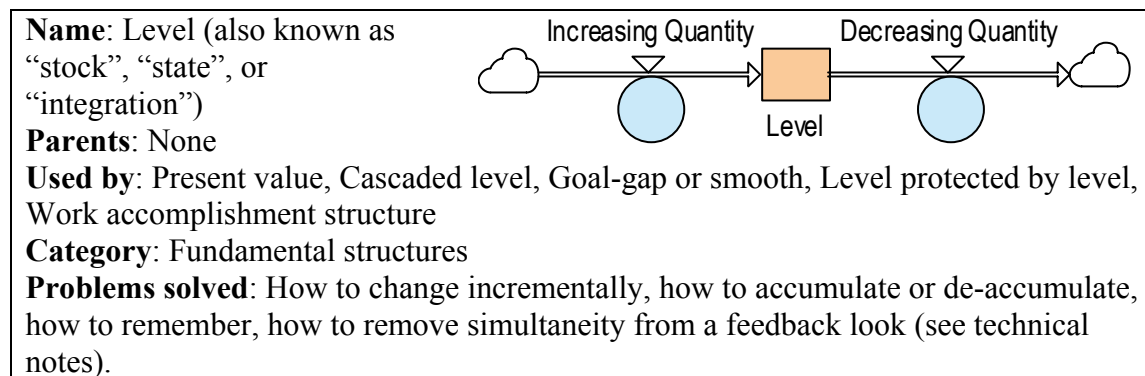 Name: Level (also known as
“stock”, “state”, or
“integration”)
Increasing Quantity
Decreasing Quantity
Level
Parents: None
Used by: Present value, Cascaded level, Goal-gap or smooth, Level protected by level,
Work accomplishment structure
Category: Fundamental structures
Problems solved: How to change incrementally, how to accumulate or de-accumulate,
how to remember, how to remove simultaneity from a feedback look (see technical
notes).